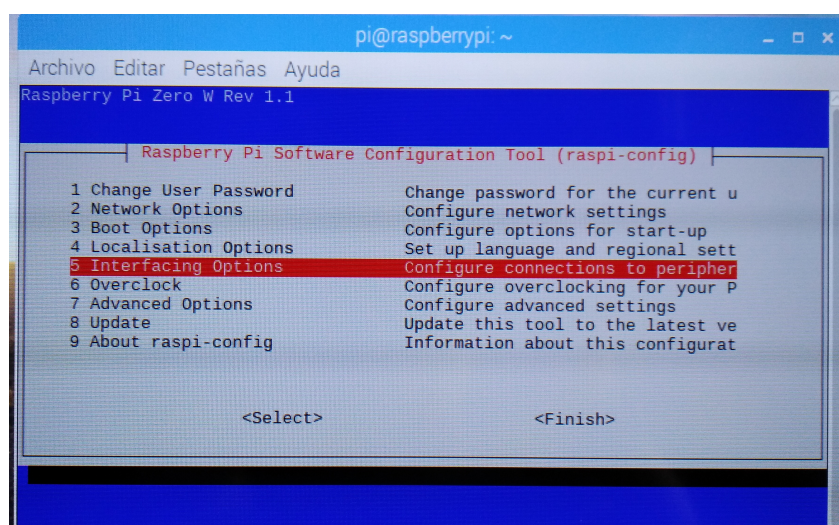 pi@raspberrypi: ~
Archivo Editar Pestañas Ayuda
Raspberry Pi Zero W Rev 1.1
Raspberry Pi Software Configuration Tool (raspi-config)
1 Change User Password Change password for the current u
2 Network Options Configure network settings
3 Boot Options Configure options for start-up
4 Localisation Options Set up language and regional sett
5 Interfacing Options Configure connections to peripher
6 Overclock Configure overclocking for your P
7 Advanced Options Configure advanced settings
8 Update Update this tool to the latest ve
9 About raspi-config Information about this configurat
<Select> <Finish>